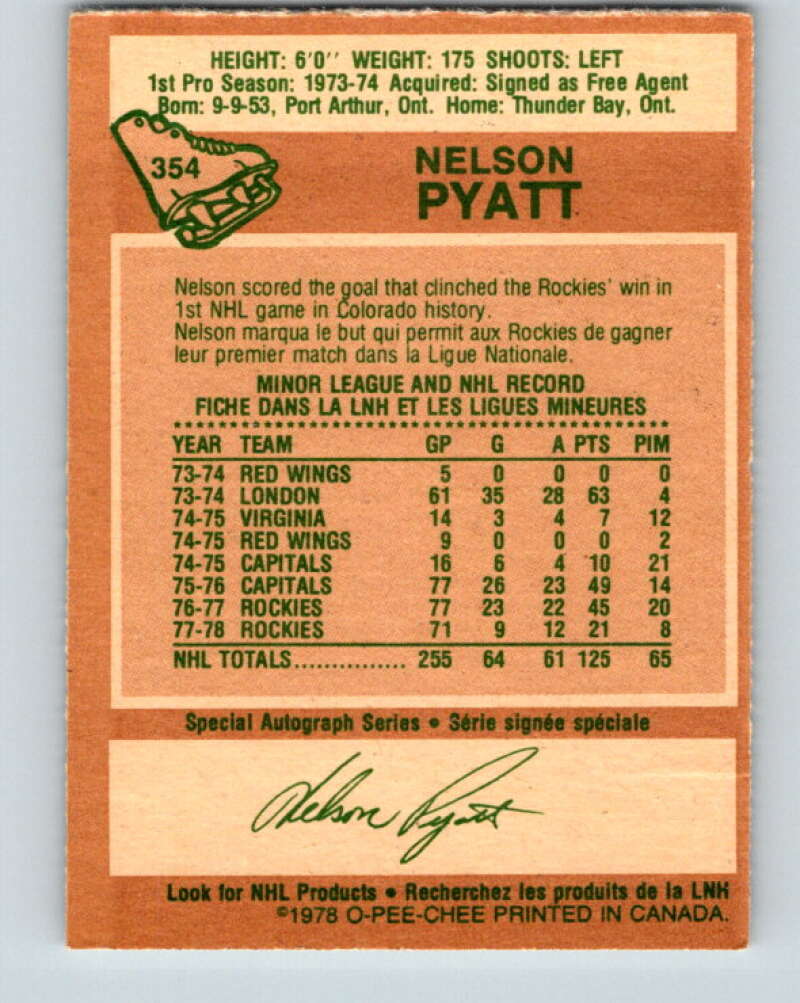 HEIGHT: 6'0'' WEIGHT: 175 SHOOTS: LEFT
1st Pro Season: 1973-74 Acquired: Signed as Free Agent
Born: 9-9-53, Port Arthur, Ont. Home: Thunder Bay, Ont.
354
NELSON
PYATT
Nelson scored the goal that clinched the Rockies' win in
1st NHL game in Colorado history.
Nelson marqua le but qui permit aux Rockies de gagner
leur premier match dans la Ligue Nationale.
MINOR LEAGUE AND NHL RECORD
FICHE DANS LA LNH ET LES LIGUES MINEURES
YEAR TEAM GP G A PTS PIM
73-74 RED WINGS 5 0 0 0 0
73-74 LONDON 61 35 28 63 4
74-75 VIRGINIA 14 3 4 7 12
74-75 RED WINGS 9 0 0 0 2
74-75 CAPITALS 16 6 4 10 21
75-76 CAPITALS 77 26 23 49 14
76-77 ROCKIES 77 23 22 45 20
77-78 ROCKIES 71 9 12 21 8
NHL TOTALS............... 255 64 61 125 65
Special Autograph Series • Série signée spéciale
Nelson Pyatt
Look for NHL Products • Recherchez les produits de la LNH
©1978 O-PEE-CHEE PRINTED IN CANADA.